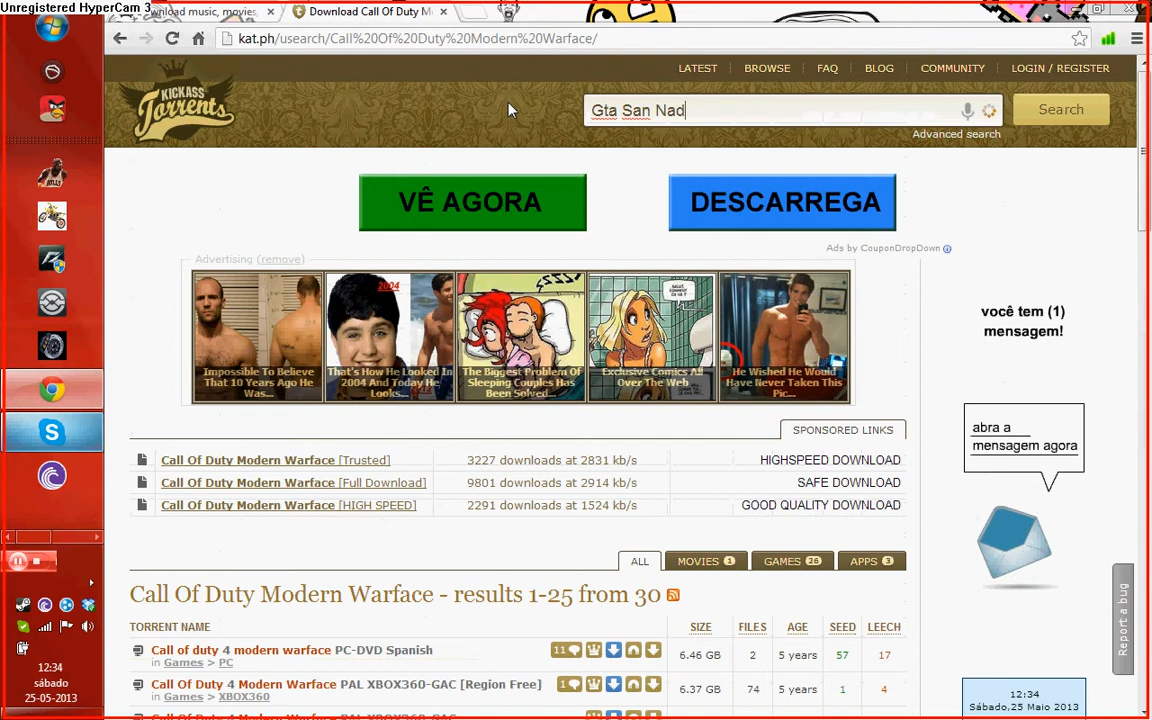 Unregistered HyperCam 3
wnload music, movies,
Download Call Of Duty M
kat.ph/usearch/Call%20Of%20Duty%20Modern%20Warface/
LATEST BROWSE FAQ BLOG COMMUNITY LOGIN / REGISTER
KICKASS
Torrents
Gta San Nad
Search
Advanced search
VÊ AGORA
DESCARREGA
Ads by CouponDropDown
Advertising (remove)
2004
Impossible To Believe
That 10 Years Ago He
Was...
That's How He Looked In
2004 And Today He
Looks...
The Biggest Problem Of
Sleeping Couples Has
Been Solved...
Exclusive Comics All
Over The Web
He Wished He Would
Have Never Taken This
Pic...
você tem (1)
mensagem!
abra a
mensagem agora
SPONSORED LINKS
Call Of Duty Modern Warface [Trusted] 3227 downloads at 2831 kb/s HIGHSPEED DOWNLOAD
Call Of Duty Modern Warface [Full Download] 9801 downloads at 2914 kb/s SAFE DOWNLOAD
Call Of Duty Modern Warface [HIGH SPEED] 2291 downloads at 1524 kb/s GOOD QUALITY DOWNLOAD
ALL MOVIES 1 GAMES 26 APPS 3
Call Of Duty Modern Warface - results 1-25 from 30
TORRENT NAME SIZE FILES AGE SEED LEECH
Call of duty 4 modern warface PC-DVD Spanish 11 6.46 GB 2 5 years 57 17
in Games > PC
Call Of Duty 4 Modern Warface PAL XBOX360-GAC [Region Free] 1 6.37 GB 74 5 years 1 4
in Games > XBOX360
Report a bug
12:34
Sábado,25 Maio 2013
12:34
sábado
25-05-2013